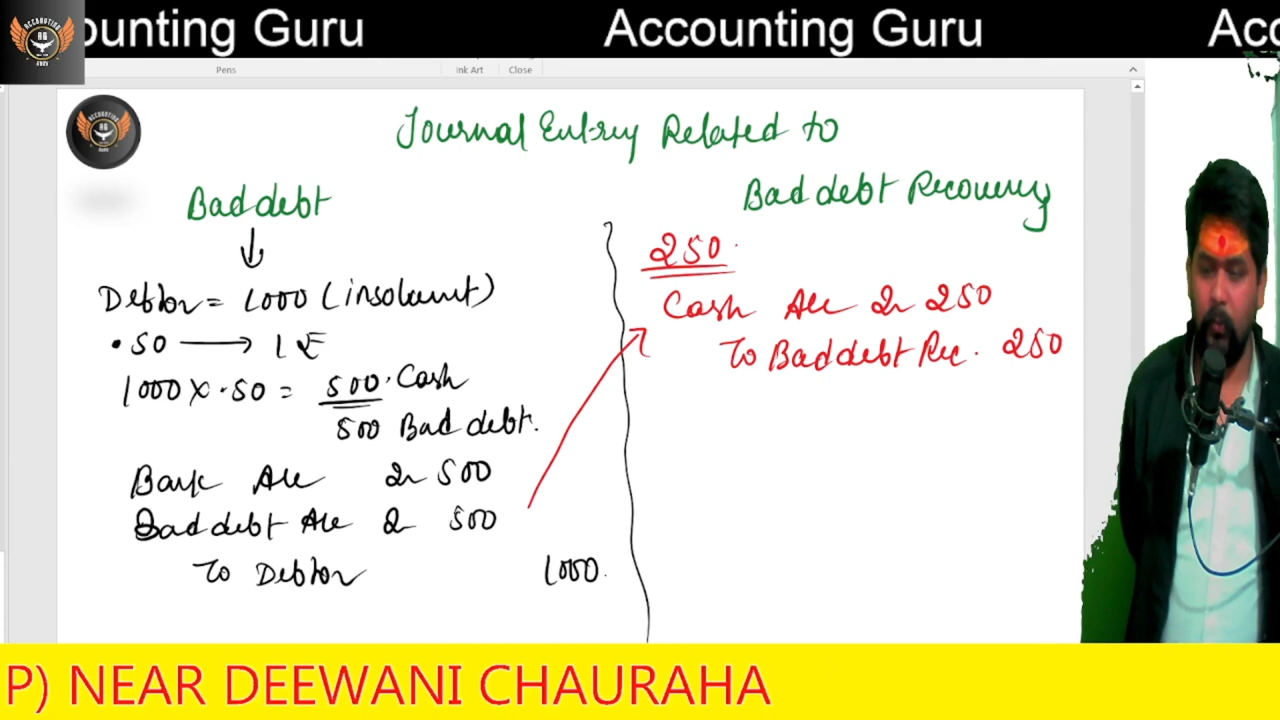 ounting Guru Accounting Guru Acc
Pens Ink Art Close
Journal Entry Related to
Bad debt Bad debt Recovery
250.
Debtor = 1000 (insolvent)
Cash A/c Dr 250
.50 → 1 ₹
To Bad debt Rec. 250
1000 X .50 = 500. Cash
500 Bad debt.
Bank A/c Dr 500
Bad debt A/c Dr 500
To Debtor 1000.
P) NEAR DEEWANI CHAURAHA